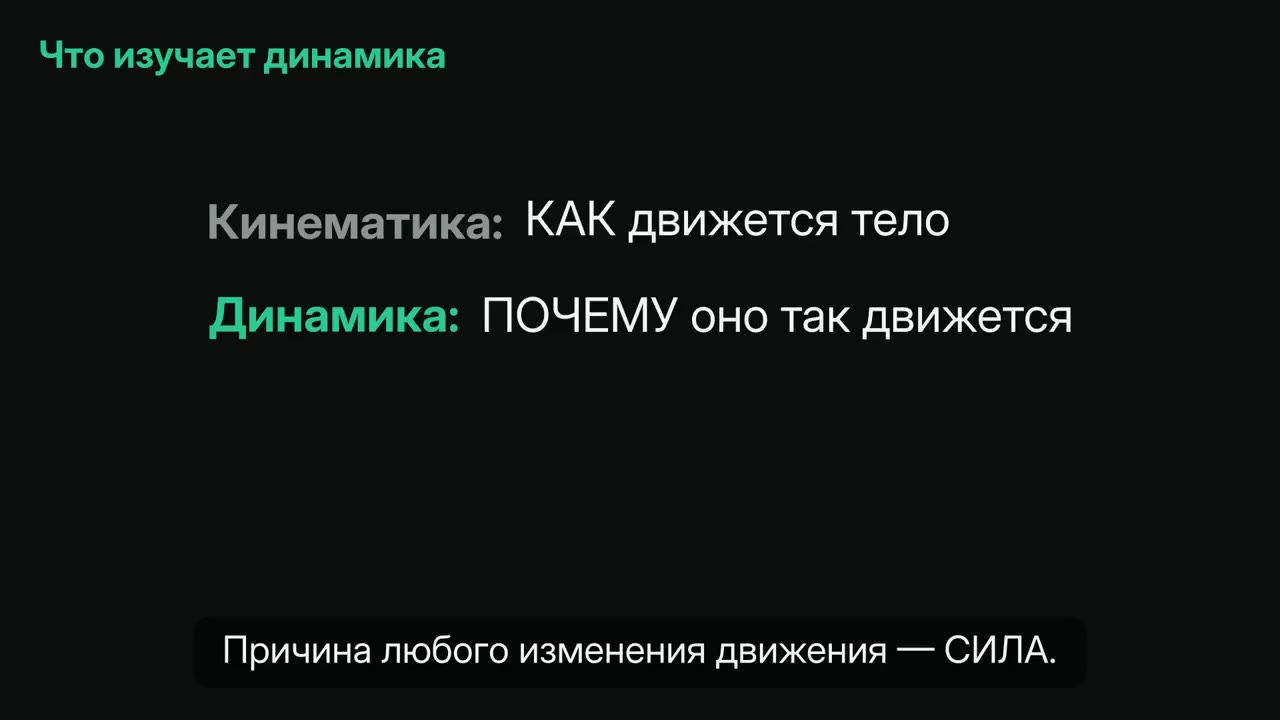 Что изучает динамика
Кинематика: КАК движется тело
Динамика: ПОЧЕМУ оно так движется
Причина любого изменения движения — СИЛА.